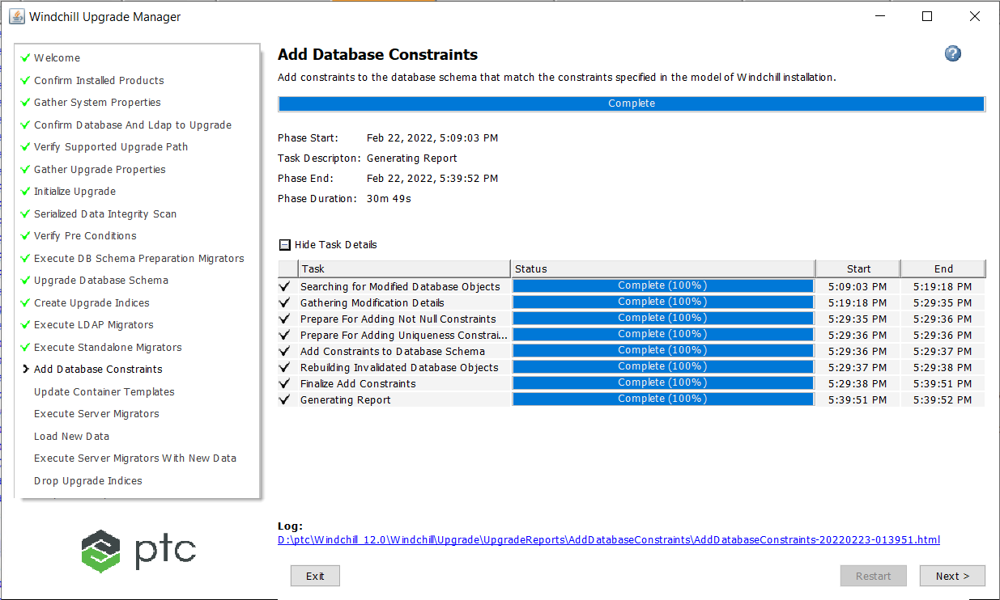 Windchill Upgrade Manager
Welcome
Confirm Installed Products
Gather System Properties
Confirm Database And Ldap to Upgrade
Verify Supported Upgrade Path
Gather Upgrade Properties
Initialize Upgrade
Serialized Data Integrity Scan
Verify Pre Conditions
Execute DB Schema Preparation Migrators
Upgrade Database Schema
Create Upgrade Indices
Execute LDAP Migrators
Execute Standalone Migrators
Add Database Constraints
Update Container Templates
Execute Server Migrators
Load New Data
Execute Server Migrators With New Data
Drop Upgrade Indices
ptc
Add Database Constraints
?
Add constraints to the database schema that match the constraints specified in the model of Windchill installation.
Complete
Phase Start: Feb 22, 2022, 5:09:03 PM
Task Descripton: Generating Report
Phase End: Feb 22, 2022, 5:39:52 PM
Phase Duration: 30m 49s
Hide Task Details
Task Status Start End
Searching for Modified Database Objects Complete (100%) 5:09:03 PM 5:19:18 PM
Gathering Modification Details Complete (100%) 5:19:18 PM 5:29:35 PM
Prepare For Adding Not Null Constraints Complete (100%) 5:29:35 PM 5:29:36 PM
Prepare For Adding Uniqueness Constrai... Complete (100%) 5:29:36 PM 5:29:36 PM
Add Constraints to Database Schema Complete (100%) 5:29:36 PM 5:29:37 PM
Rebuilding Invalidated Database Objects Complete (100%) 5:29:37 PM 5:29:38 PM
Finalize Add Constraints Complete (100%) 5:29:38 PM 5:39:51 PM
Generating Report Complete (100%) 5:39:51 PM 5:39:52 PM
Log:
D:\ptc\Windchill_12.0\Windchill\Upgrade\UpgradeReports\AddDatabaseConstraints\AddDatabaseConstraints-20220223-013951.html
Exit Restart Next >